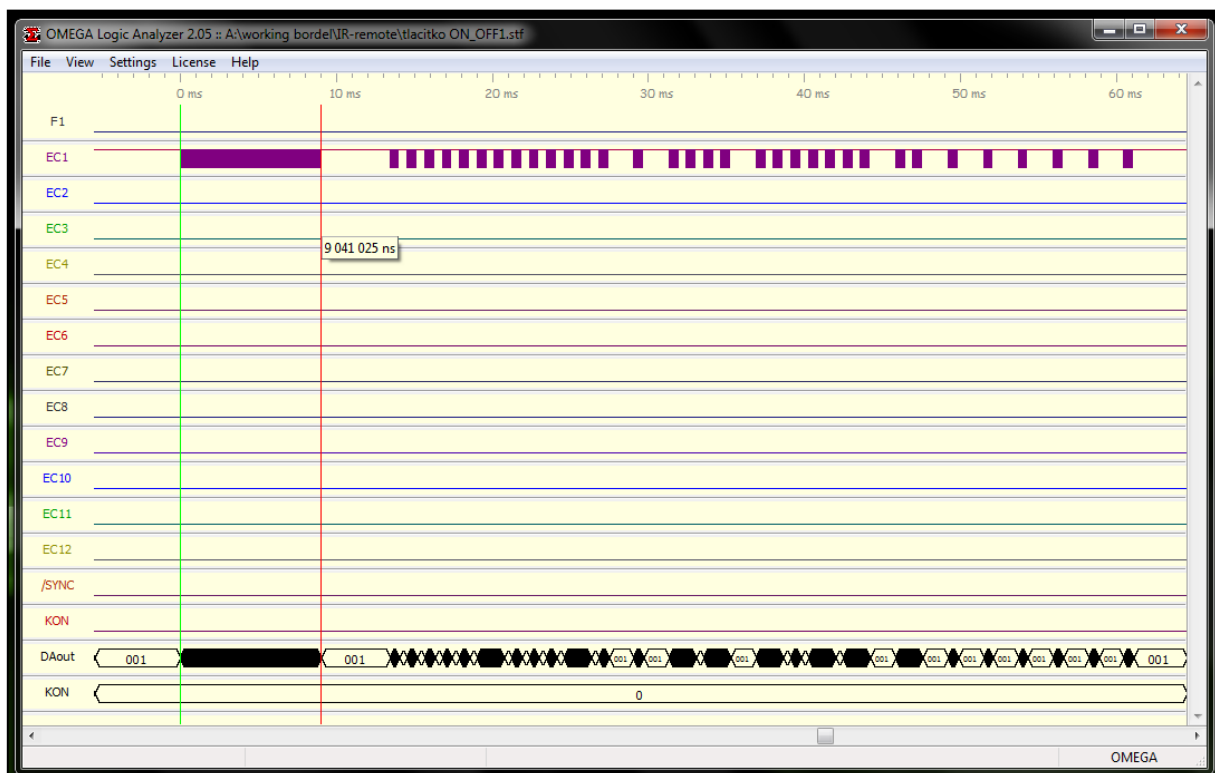 OMEGA Logic Analyzer 2.05 :: A:\working bordel\IR-remote\tlacitko ON_OFF1.stf
File View Settings License Help
0 ms 10 ms 20 ms 30 ms 40 ms 50 ms 60 ms
F1
EC1
EC2
EC3
9 041 025 ns
EC4
EC5
EC6
EC7
EC8
EC9
EC10
EC11
EC12
/SYNC
KON
DAout 001 001 001 001 001 001 001 001 001 001 001 001
KON 0
OMEGA